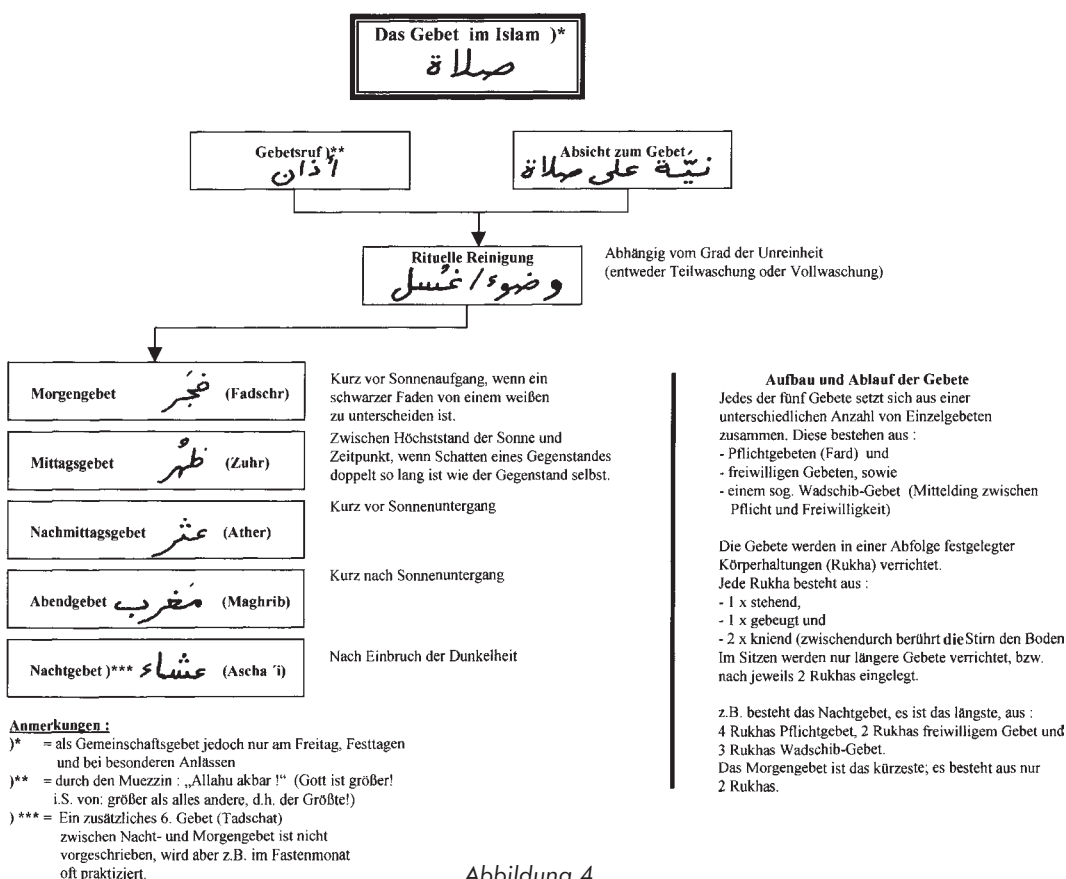 Das Gebet im Islam )*
صلاة
Gebetsruf )**
أذان
Absicht zum Gebet
نيّة على صلاة
Rituelle Reinigung
وضوء / غسُل
Abhängig vom Grad der Unreinheit
(entweder Teilwaschung oder Vollwaschung)
Morgengebet فجَر (Fadschr)
Kurz vor Sonnenaufgang, wenn ein
schwarzer Faden von einem weißen
zu unterscheiden ist.
Mittagsgebet ظهُر (Zuhr)
Zwischen Höchststand der Sonne und
Zeitpunkt, wenn Schatten eines Gegenstandes
doppelt so lang ist wie der Gegenstand selbst.
Nachmittagsgebet عثر (Ather)
Kurz vor Sonnenuntergang
Abendgebet مَغرب (Maghrib)
Kurz nach Sonnenuntergang
Nachtgebet )*** عشاء (Ascha ´i)
Nach Einbruch der Dunkelheit
Anmerkungen :
)* = als Gemeinschaftsgebet jedoch nur am Freitag, Festtagen
und bei besonderen Anlässen
)** = durch den Muezzin : „Allahu akbar !“ (Gott ist größer!
i.S. von: größer als alles andere, d.h. der Größte!)
) *** = Ein zusätzliches 6. Gebet (Tadschat)
zwischen Nacht- und Morgengebet ist nicht
vorgeschrieben, wird aber z.B. im Fastenmonat
oft praktiziert.
Aufbau und Ablauf der Gebete
Jedes der fünf Gebete setzt sich aus einer
unterschiedlichen Anzahl von Einzelgebeten
zusammen. Diese bestehen aus :
- Pflichtgebeten (Fard) und
- freiwilligen Gebeten, sowie
- einem sog. Wadschib-Gebet (Mittelding zwischen
Pflicht und Freiwilligkeit)
Die Gebete werden in einer Abfolge festgelegter
Körperhaltungen (Rukha) verrichtet.
Jede Rukha besteht aus :
- 1 x stehend,
- 1 x gebeugt und
- 2 x kniend (zwischendurch berührt die Stirn den Boden
Im Sitzen werden nur längere Gebete verrichtet, bzw.
nach jeweils 2 Rukhas eingelegt.
z.B. besteht das Nachtgebet, es ist das längste, aus :
4 Rukhas Pflichtgebet, 2 Rukhas freiwilligem Gebet und
3 Rukhas Wadschib-Gebet.
Das Morgengebet ist das kürzeste; es besteht aus nur
2 Rukhas.
Abbildung 4